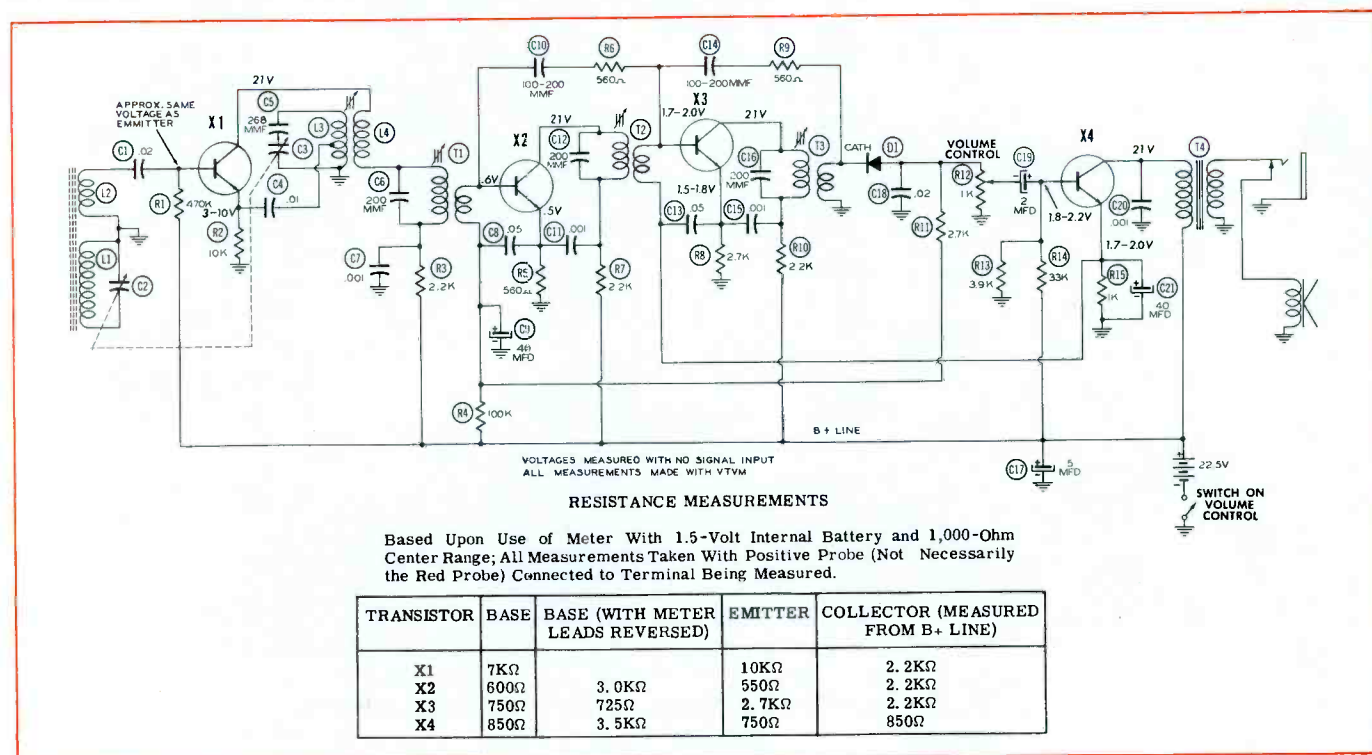 C10
R6
C14
R9
100-200
MMF
560Ω
100-200MMF
560Ω
21V
APPROX. SAME
VOLTAGE AS
EMMITTER
X1
C5
268
MMF
L3
L4
C3
C1
.02
L2
R1
470K
3-10V
C4
.01
R2
10K
L1
C2
T1
C6
200
MMF
C7
.001
R3
2.2K
X2
21V
C12
200
MMF
T2
.6V
.5V
C8
.05
C11
.001
R5
560Ω
R7
2.2K
C9
40
MFD
R4
100K
X3
1.7-2.0V
21V
C16
200
MMF
T3
1.5-1.8V
C13
.05
C15
.001
R8
2.7K
R10
2.2K
CATH
D1
C18
.02
R11
2.7K
VOLUME
CONTROL
R12
1K
C19
2
MFD
X4
21V
T4
1.8-2.2V
C20
.001
1.7-2.0V
R13
3.9K
R14
33K
R15
1K
C21
40
MFD
B+ LINE
C17
5
MFD
22.5V
SWITCH ON
VOLUME
CONTROL
VOLTAGES MEASURED WITH NO SIGNAL INPUT
ALL MEASUREMENTS MADE WITH VTVM
RESISTANCE MEASUREMENTS
Based Upon Use of Meter With 1.5-Volt Internal Battery and 1,000-Ohm
Center Range; All Measurements Taken With Positive Probe (Not Necessarily
the Red Probe) Connected to Terminal Being Measured.
TRANSISTOR BASE BASE (WITH METER LEADS REVERSED) EMITTER COLLECTOR (MEASURED FROM B+ LINE)
X1 7KΩ 10KΩ 2.2KΩ
X2 600Ω 3.0KΩ 550Ω 2.2KΩ
X3 750Ω 725Ω 2.7KΩ 2.2KΩ
X4 850Ω 3.5KΩ 750Ω 850Ω